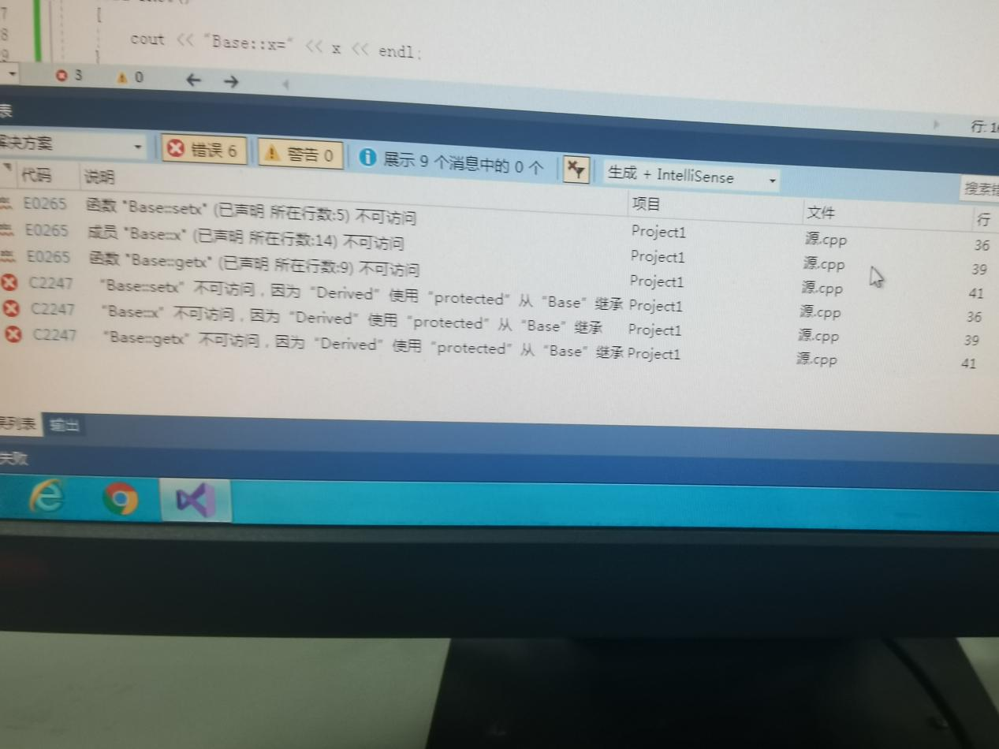 7 {
8 cout << "Base::x=" << x << endl;
9 }
3 0
表 行:
解决方案 错误 6 警告 0 展示 9 个消息中的 0 个 生成 + IntelliSense 搜索
代码 说明 项目 文件 行
E0265 函数 "Base::setx" (已声明 所在行数:5) 不可访问 Project1 源.cpp 36
E0265 成员 "Base::x" (已声明 所在行数:14) 不可访问 Project1 源.cpp 39
E0265 函数 "Base::getx" (已声明 所在行数:9) 不可访问 Project1 源.cpp 41
C2247 “Base::setx” 不可访问，因为 “Derived” 使用 “protected” 从 “Base” 继承 Project1 源.cpp 36
C2247 “Base::x” 不可访问，因为 “Derived” 使用 “protected” 从 “Base” 继承 Project1 源.cpp 39
C2247 “Base::getx” 不可访问，因为 “Derived” 使用 “protected” 从 “Base” 继承 Project1 源.cpp 41
误列表 输出
失败